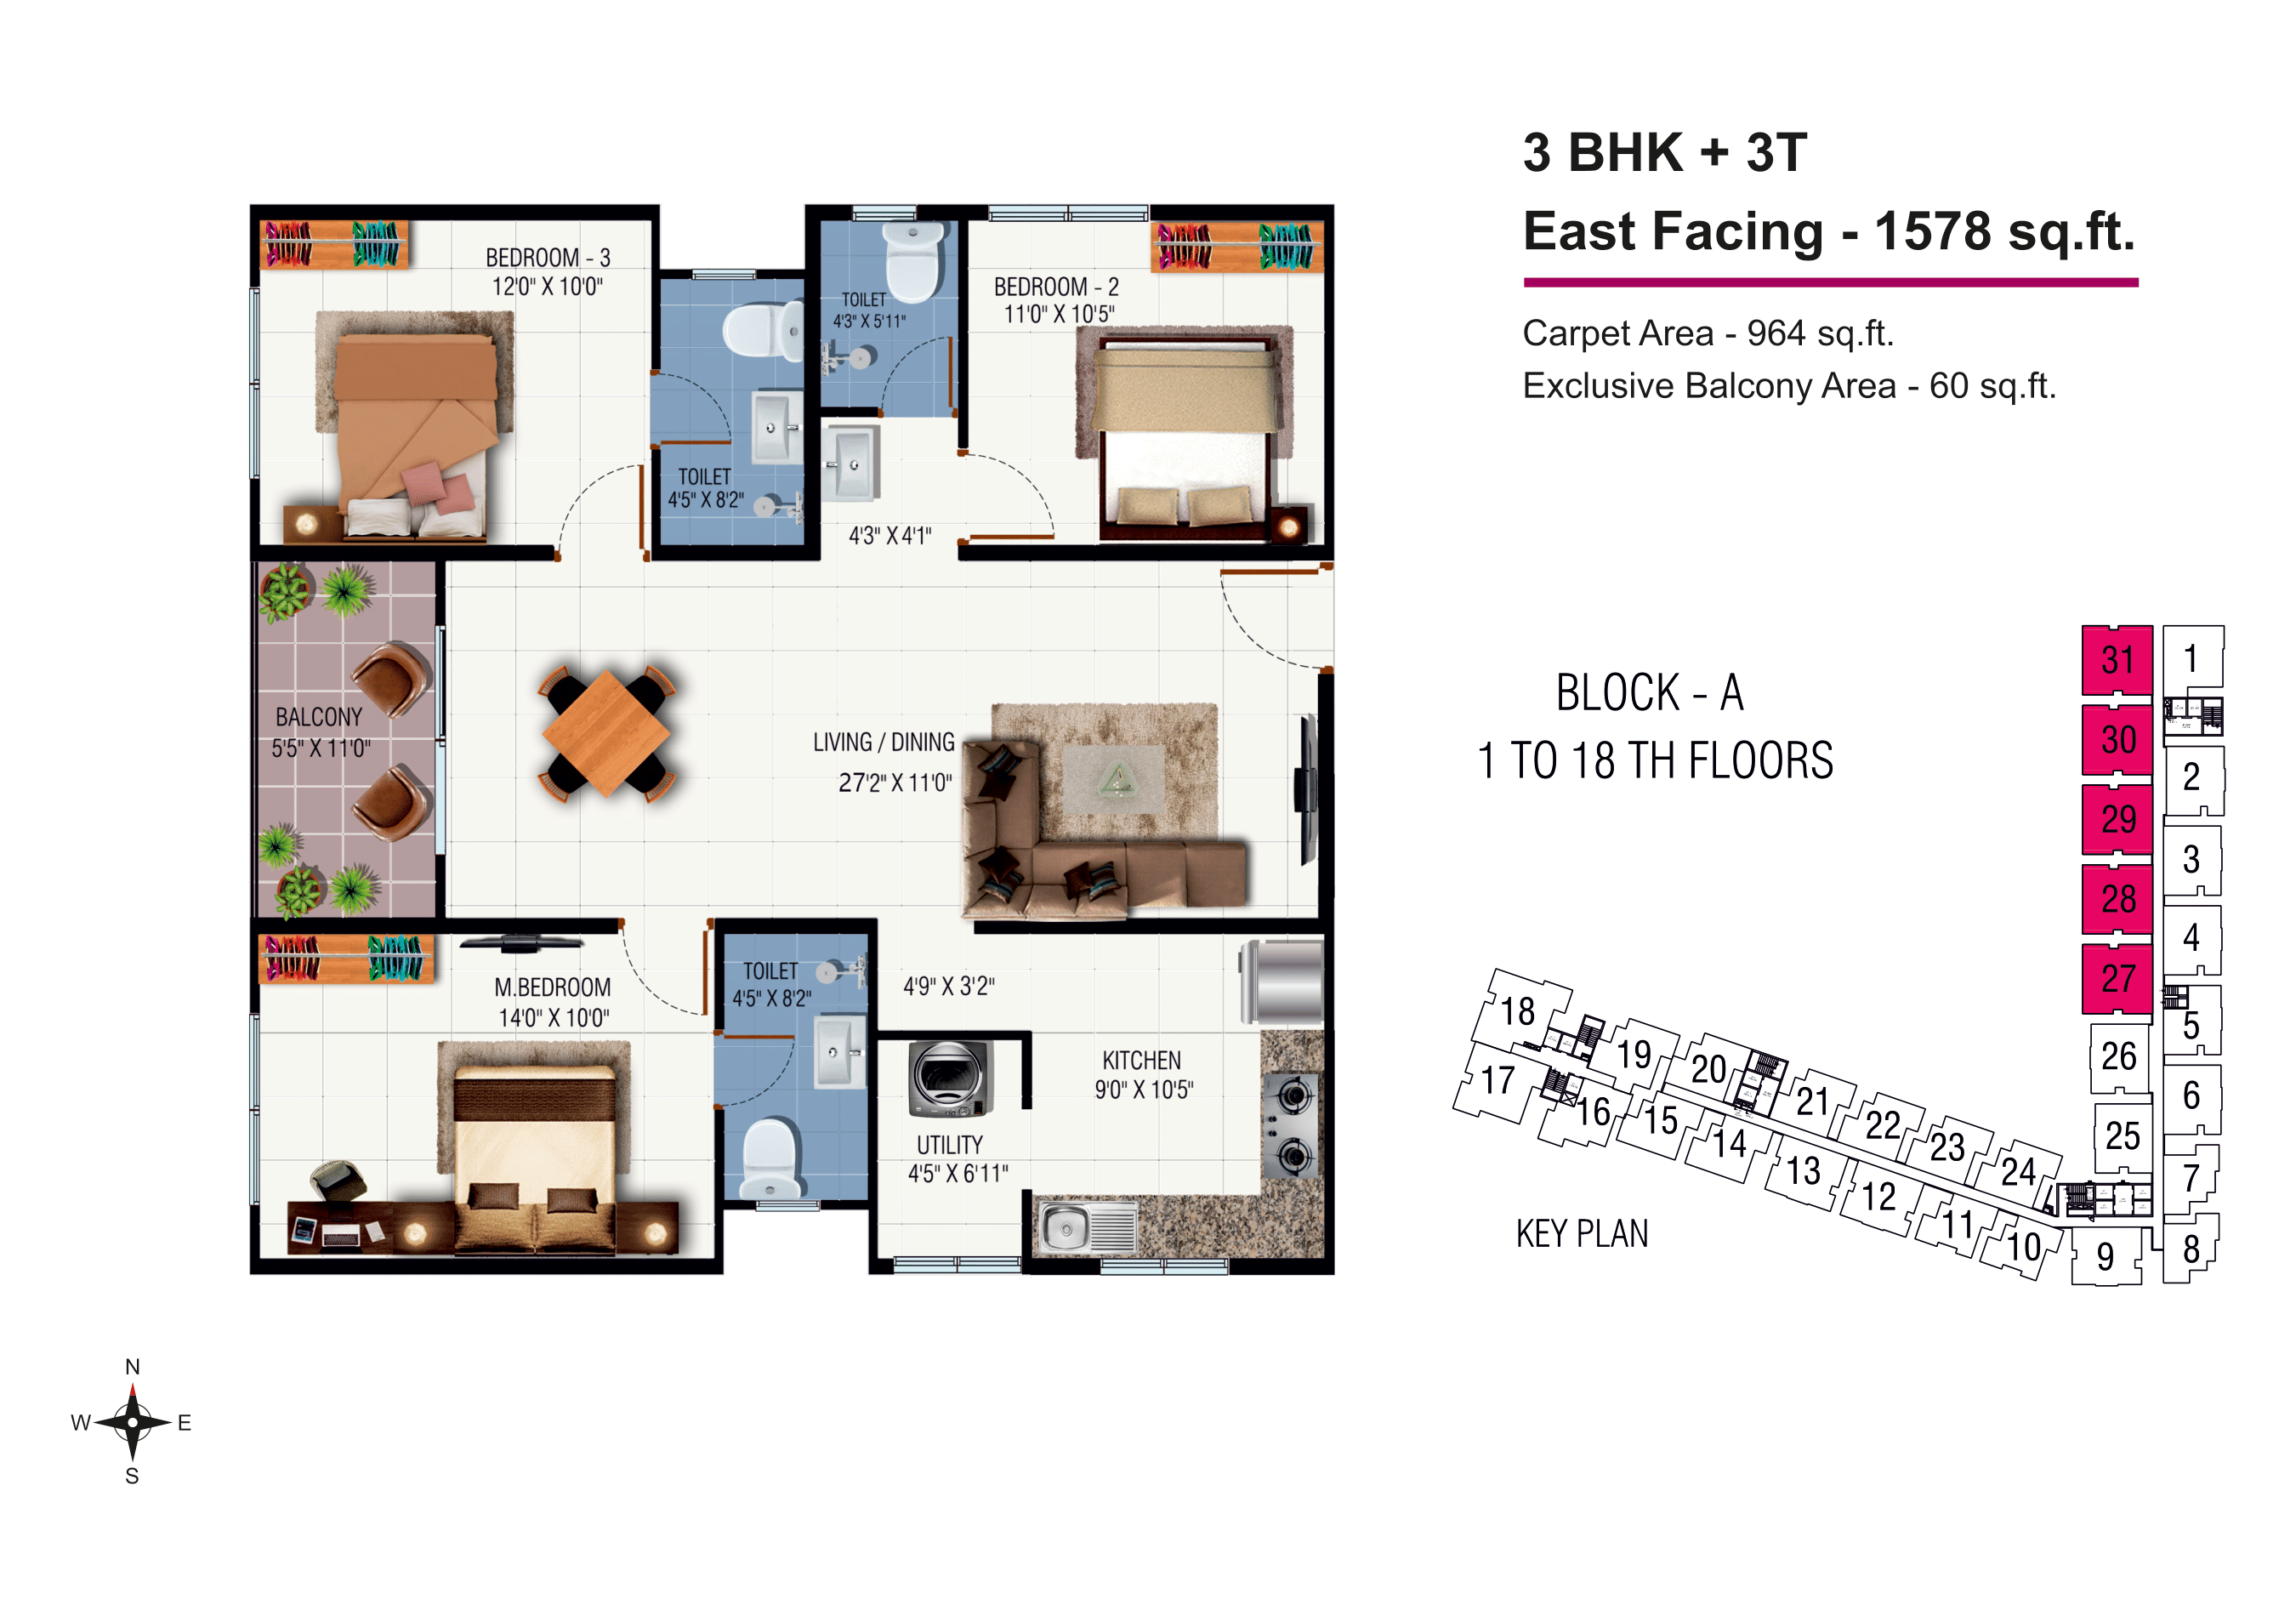 3 BHK + 3T
East Facing - 1578 sq.ft.
Carpet Area - 964 sq.ft.
Exclusive Balcony Area - 60 sq.ft.
BEDROOM - 3
12'0" X 10'0"
TOILET
4'5" X 8'2"
TOILET
4'3" X 5'11"
4'3" X 4'1"
BEDROOM - 2
11'0" X 10'5"
BALCONY
5'5" X 11'0"
LIVING / DINING
27'2" X 11'0"
M.BEDROOM
14'0" X 10'0"
TOILET
4'5" X 8'2"
4'9" X 3'2"
UTILITY
4'5" X 6'11"
KITCHEN
9'0" X 10'5"
BLOCK - A
1 TO 18 TH FLOORS
31
1
30
2
29
3
28
4
27
5
26
6
25
7
8
9
18
19
20
21
22
23
24
17
16
15
14
13
12
11
10
KEY PLAN
N
W
E
S